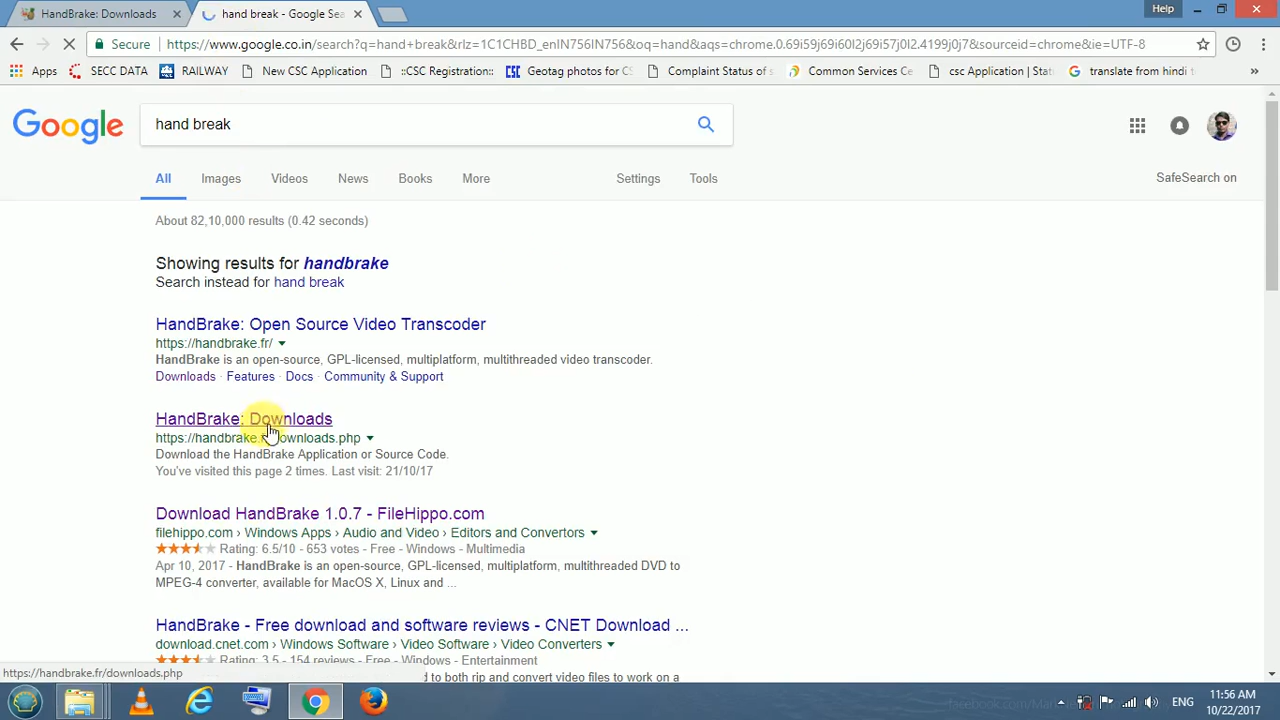 HandBrake: Downloads
hand break - Google Sea
Help
Secure
https://www.google.co.in/search?q=hand+break&rlz=1C1CHBD_enIN756IN756&oq=hand&aqs=chrome.0.69i59j69i60l2j69i57j0l2.4199j0j7&sourceid=chrome&ie=UTF-8
Apps
SECC DATA
RAILWAY
New CSC Application
::CSC Registration::
Geotag photos for CS
Complaint Status of s
Common Services Ce
csc Application | Stat
translate from hindi t
»
Google
hand break
All
Images
Videos
News
Books
More
Settings
Tools
SafeSearch on
About 82,10,000 results (0.42 seconds)
Showing results for handbrake
Search instead for hand break
HandBrake: Open Source Video Transcoder
https://handbrake.fr/
HandBrake is an open-source, GPL-licensed, multiplatform, multithreaded video transcoder.
Downloads · Features · Docs · Community & Support
HandBrake: Downloads
https://handbrake.fr/downloads.php
Download the HandBrake Application or Source Code.
You've visited this page 2 times. Last visit: 21/10/17
Download HandBrake 1.0.7 - FileHippo.com
filehippo.com › Windows Apps › Audio and Video › Editors and Convertors
Rating: 6.5/10 - 653 votes - Free - Windows - Multimedia
Apr 10, 2017 - HandBrake is an open-source, GPL-licensed, multiplatform, multithreaded DVD to
MPEG-4 converter, available for MacOS X, Linux and ...
HandBrake - Free download and software reviews - CNET Download ...
download.cnet.com › Windows Software › Video Software › Video Converters
Rating: 3.5 - 154 reviews - Free - Windows - Entertainment
https://handbrake.fr/downloads.php
d to both rip and convert video files to work on a
ENG
11:56 AM
10/22/2017